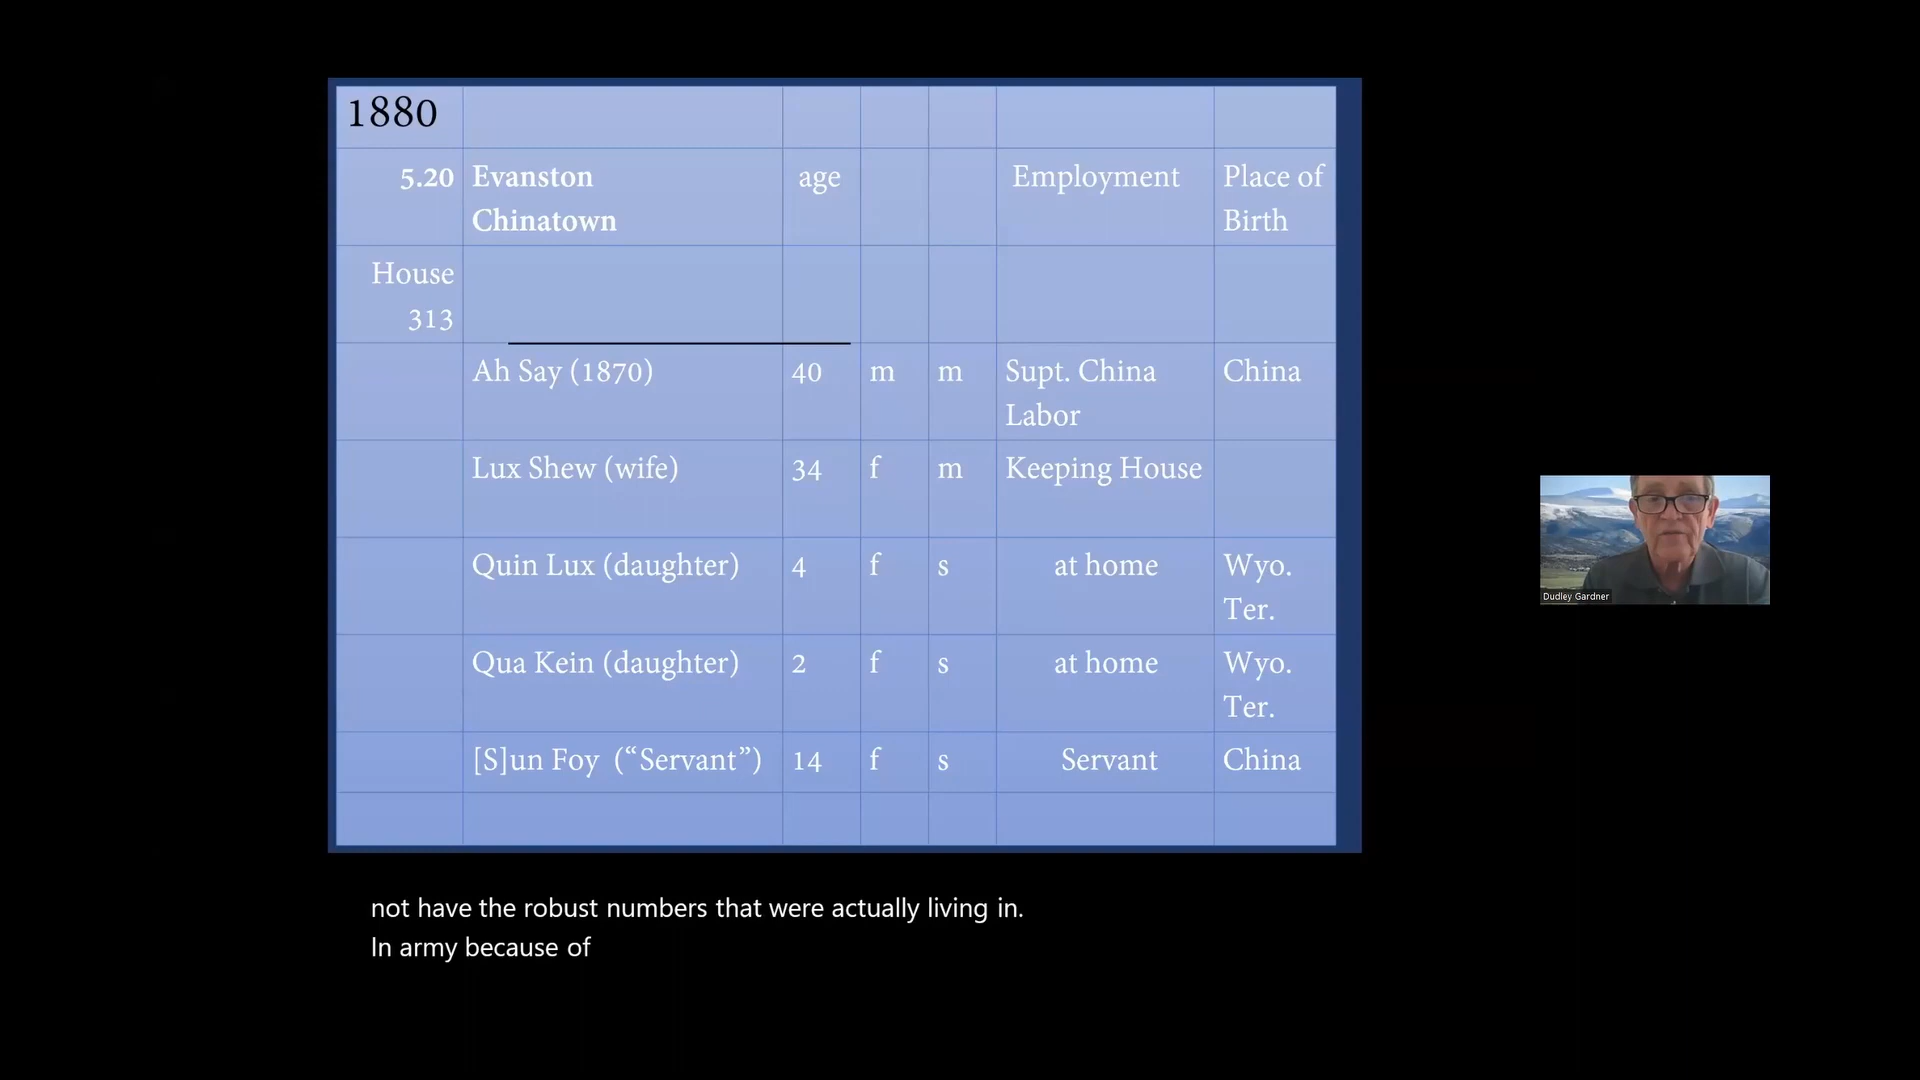 1880
5.20 Evanston Chinatown age Employment Place of Birth
House 313
Ah Say (1870) 40 m m Supt. China Labor China
Lux Shew (wife) 34 f m Keeping House
Quin Lux (daughter) 4 f s at home Wyo. Ter.
Qua Kein (daughter) 2 f s at home Wyo. Ter.
[S]un Foy (“Servant”) 14 f s Servant China
Dudley Gardner
not have the robust numbers that were actually living in.
In army because of